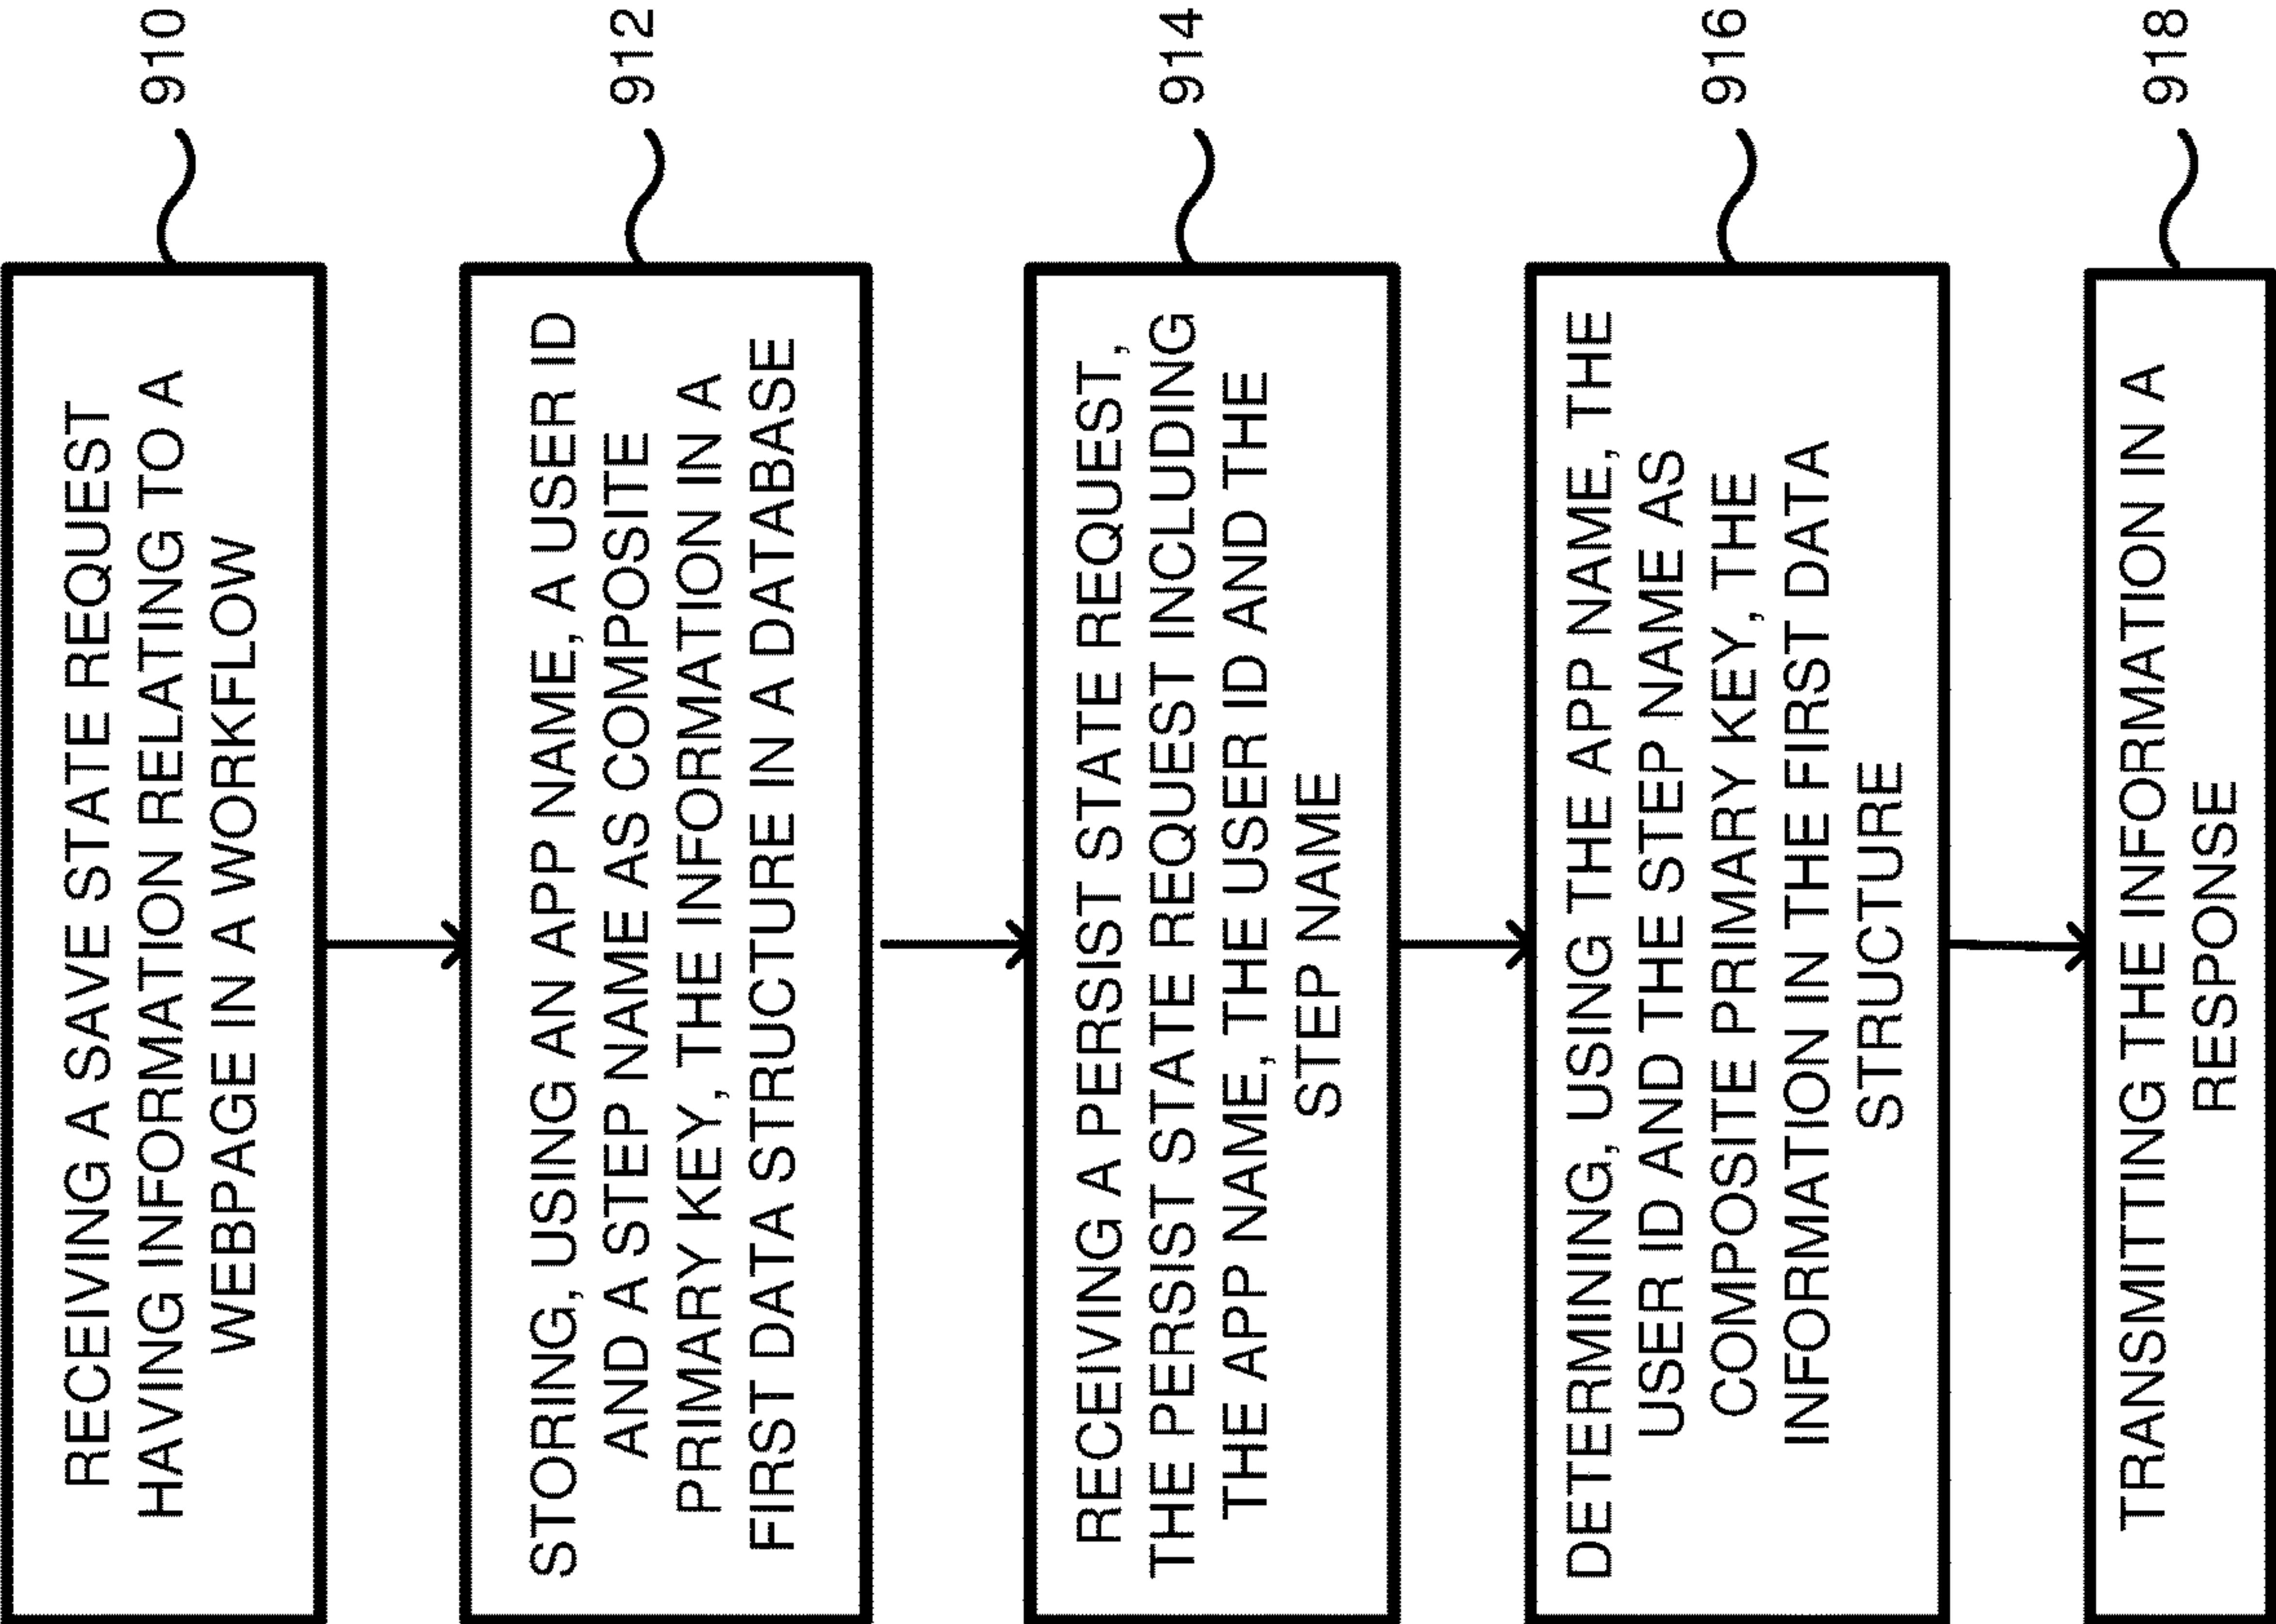 RECEIVING A SAVE STATE REQUEST
HAVING INFORMATION RELATING TO A
WEBPAGE IN A WORKFLOW
910
STORING, USING AN APP NAME, A USER ID
AND A STEP NAME AS COMPOSITE
PRIMARY KEY, THE INFORMATION IN A
FIRST DATA STRUCTURE IN A DATABASE
912
RECEIVING A PERSIST STATE REQUEST,
THE PERSIST STATE REQUEST INCLUDING
THE APP NAME, THE USER ID AND THE
STEP NAME
914
DETERMINING, USING THE APP NAME, THE
USER ID AND THE STEP NAME AS
COMPOSITE PRIMARY KEY, THE
INFORMATION IN THE FIRST DATA
STRUCTURE
916
TRANSMITTING THE INFORMATION IN A
RESPONSE
918